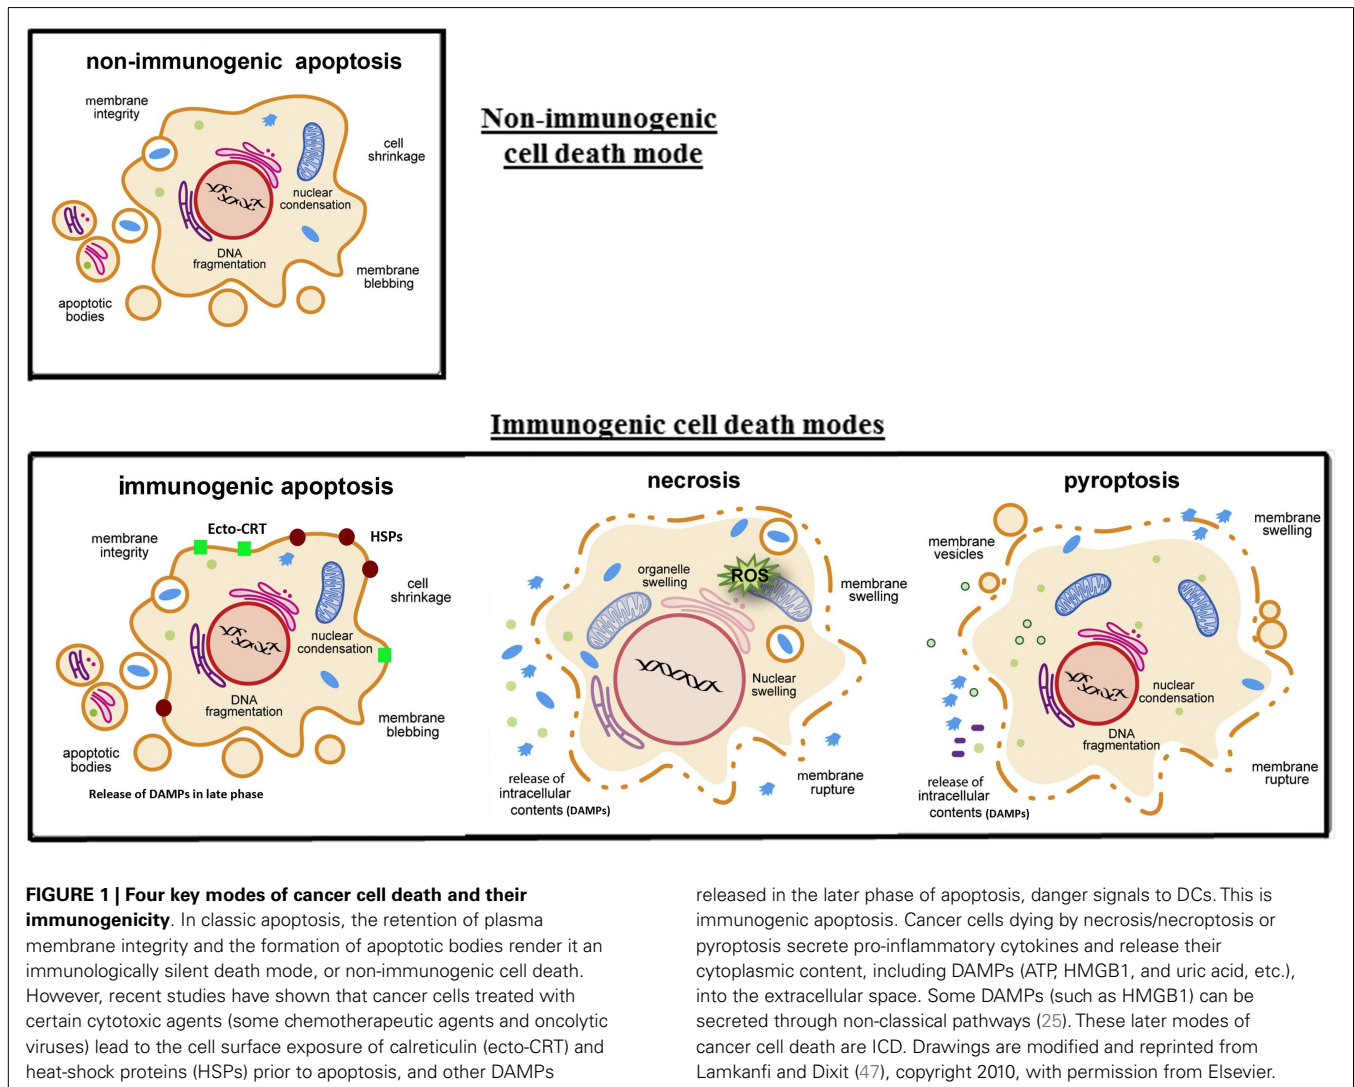 non-immunogenic apoptosis
membrane
integrity
cell
shrinkage
nuclear
condensation
DNA
fragmentation
membrane
blebbing
apoptotic
bodies
Non-immunogenic
cell death mode
Immunogenic cell death modes
immunogenic apoptosis
Ecto-CRT
HSPs
membrane
integrity
cell
shrinkage
nuclear
condensation
DNA
fragmentation
membrane
blebbing
apoptotic
bodies
Release of DAMPs in late phase
necrosis
organelle
swelling
ROS
membrane
swelling
Nuclear
swelling
release of
intracellular
contents (DAMPs)
membrane
rupture
pyroptosis
membrane
vesicles
membrane
swelling
nuclear
condensation
DNA
fragmentation
membrane
rupture
release of
intracellular
contents (DAMPs)
FIGURE 1 | Four key modes of cancer cell death and their
immunogenicity. In classic apoptosis, the retention of plasma
membrane integrity and the formation of apoptotic bodies render it an
immunologically silent death mode, or non-immunogenic cell death.
However, recent studies have shown that cancer cells treated with
certain cytotoxic agents (some chemotherapeutic agents and oncolytic
viruses) lead to the cell surface exposure of calreticulin (ecto-CRT) and
heat-shock proteins (HSPs) prior to apoptosis, and other DAMPs
released in the later phase of apoptosis, danger signals to DCs. This is
immunogenic apoptosis. Cancer cells dying by necrosis/necroptosis or
pyroptosis secrete pro-inflammatory cytokines and release their
cytoplasmic content, including DAMPs (ATP, HMGB1, and uric acid, etc.),
into the extracellular space. Some DAMPs (such as HMGB1) can be
secreted through non-classical pathways (25). These later modes of
cancer cell death are ICD. Drawings are modified and reprinted from
Lamkanfi and Dixit (47), copyright 2010, with permission from Elsevier.